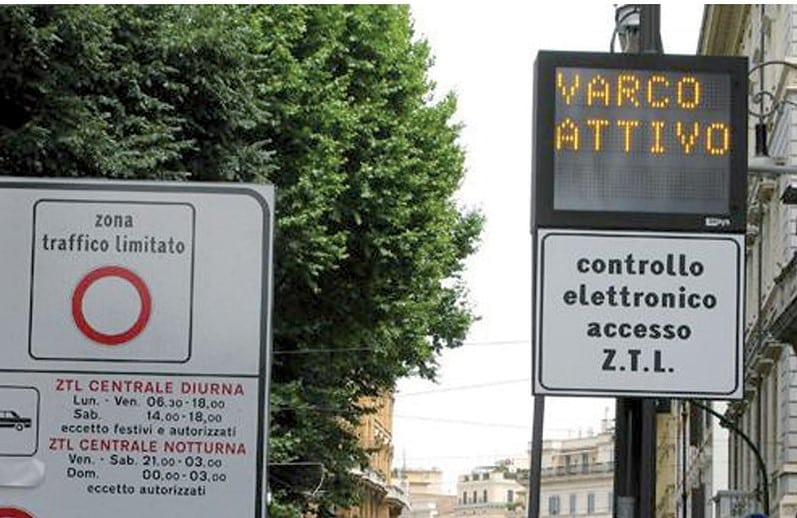 zona
traffico limitato
ZTL CENTRALE DIURNA
Lun. - Ven. 06.30-18,00
Sab. 14.00-18,00
eccetto festivi e autorizzati
ZTL CENTRALE NOTTURNA
Ven. - Sab. 21.00-03.00
Dom. 00.00-03.00
eccetto autorizzati
VARCO
ATTIVO
controllo
elettronico
accesso
Z.T.L.